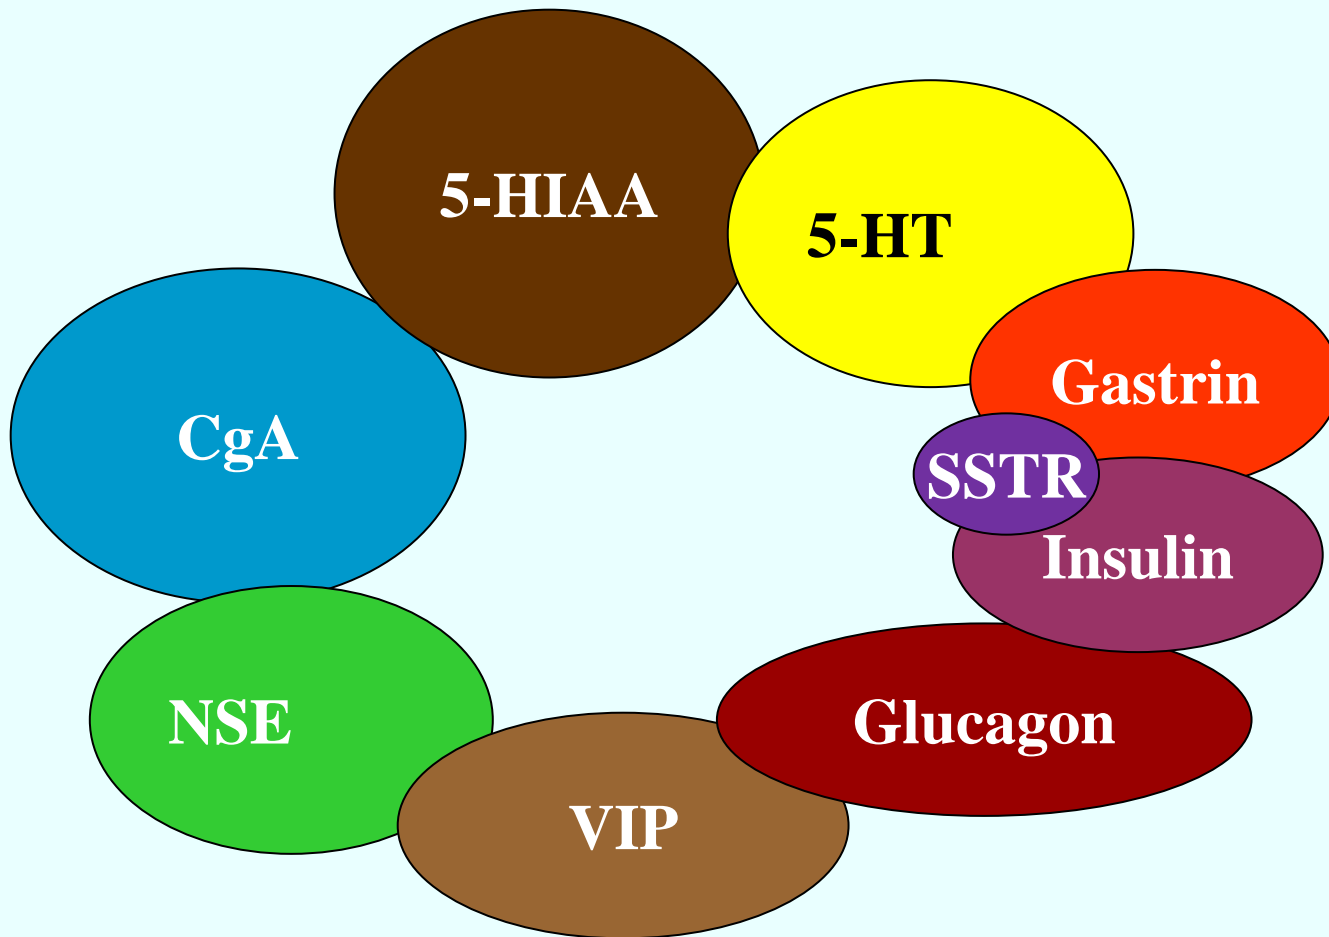 5-HIAA
5-HT
Gastrin
CgA
SSTR
Insulin
NSE
Glucagon
VIP